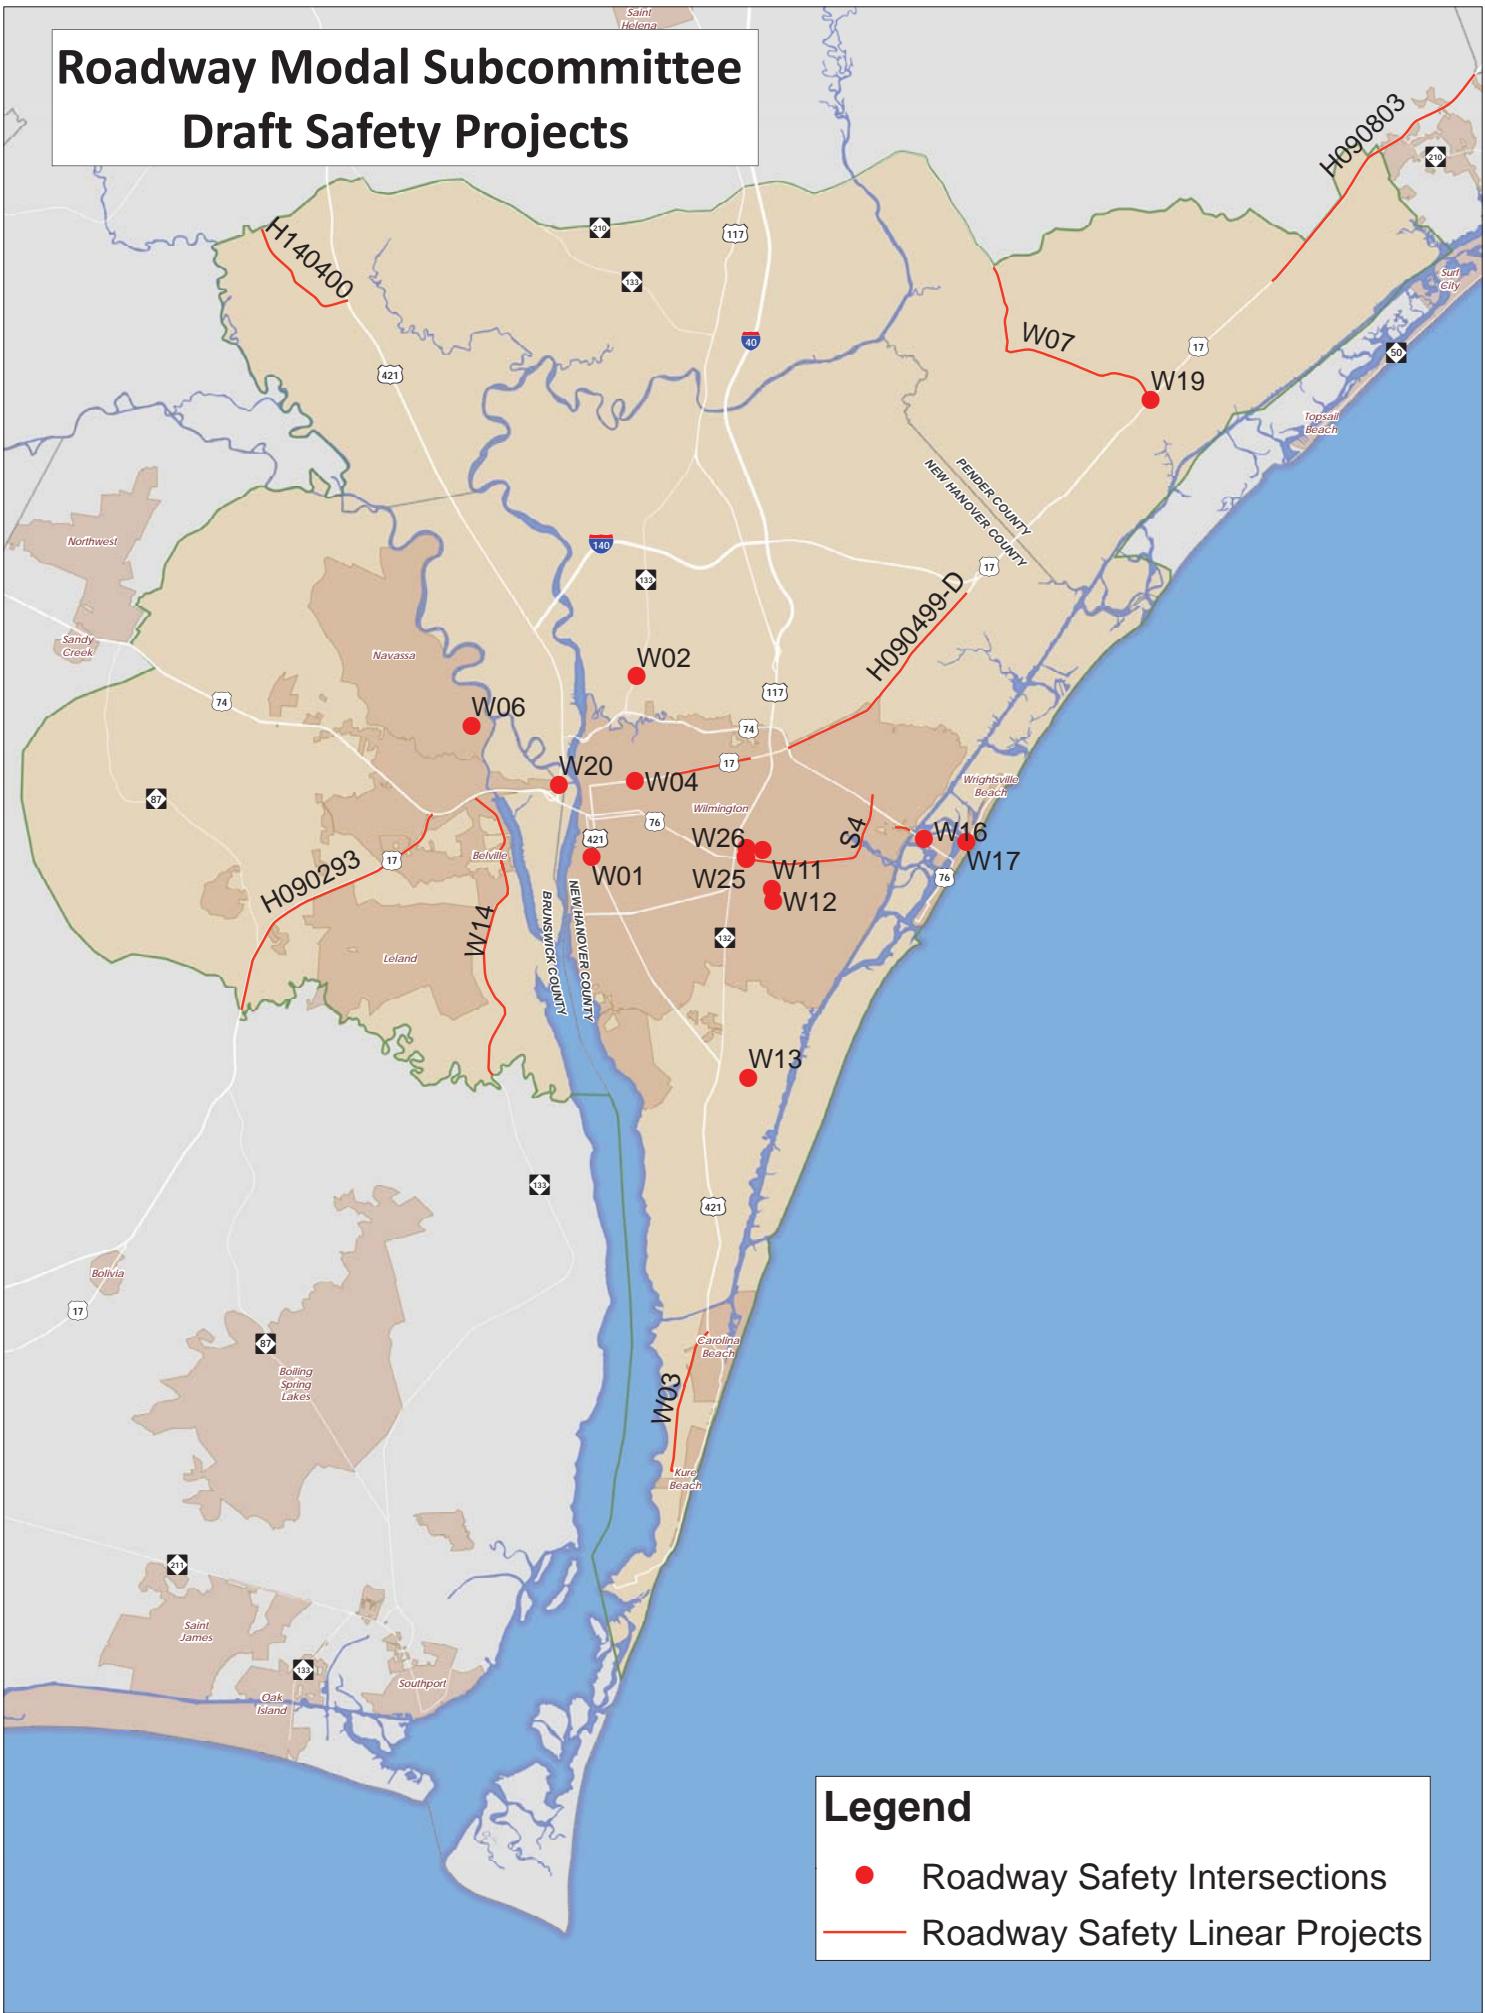 Saint
Helena
Roadway Modal Subcommittee
Draft Safety Projects
H090803
210
H140400
210
117
133
Surf
City
40
W07
17
50
421
W19
Topsail
Beach
PENDER COUNTY
NEW HANOVER COUNTY
Northwest
140
133
17
H090499-D
Sandy
Creek
Navassa
W02
117
74
W06
74
17
W20
W04
Wrightsville
Beach
87
Wilmington
76
S4
421
W26
W16
17
Belville
W17
W01
W25
W11
76
H090293
W12
W14
BRUNSWICK COUNTY
NEW HANOVER COUNTY
132
Leland
W13
133
421
Bolivia
17
87
Carolina
Beach
Boiling
Spring
Lakes
W03
Kure
Beach
211
Saint
James
133
Southport
Oak
Island
Legend
Roadway Safety Intersections
Roadway Safety Linear Projects